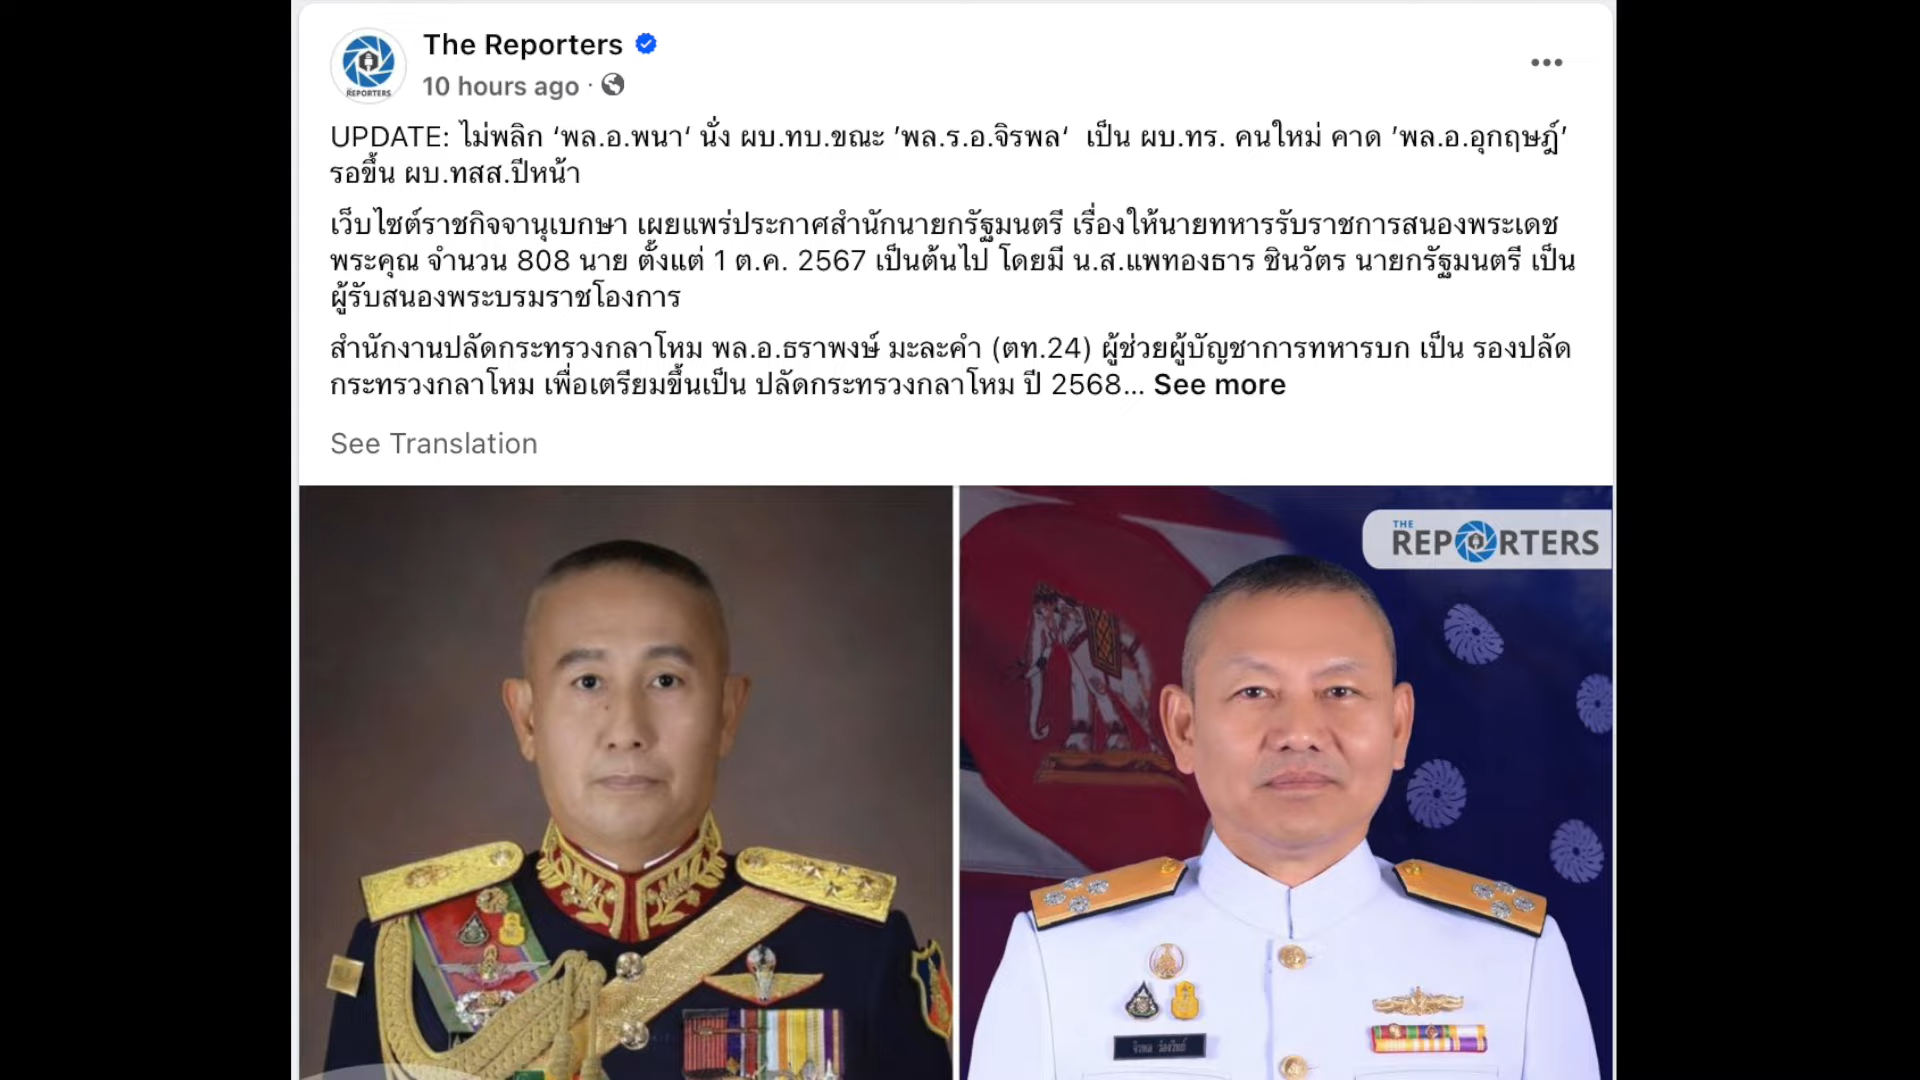 The Reporters
10 hours ago ·
THE
REPORTERS
UPDATE: ไม่พลิก ‘พล.อ.พนา‘ นั่ง ผบ.ทบ.ขณะ ’พล.ร.อ.จิรพล‘ เป็น ผบ.ทร. คนใหม่ คาด ’พล.อ.อุกฤษฎ์’
รอขึ้น ผบ.ทสส.ปีหน้า
เว็บไซต์ราชกิจจานุเบกษา เผยแพร่ประกาศสำนักนายกรัฐมนตรี เรื่องให้นายทหารรับราชการสนองพระเดช
พระคุณ จำนวน 808 นาย ตั้งแต่ 1 ต.ค. 2567 เป็นต้นไป โดยมี น.ส.แพทองธาร ชินวัตร นายกรัฐมนตรี เป็น
ผู้รับสนองพระบรมราชโองการ
สำนักงานปลัดกระทรวงกลาโหม พล.อ.ธราพงษ์ มะละคำ (ตท.24) ผู้ช่วยผู้บัญชาการทหารบก เป็น รองปลัด
กระทรวงกลาโหม เพื่อเตรียมขึ้นเป็น ปลัดกระทรวงกลาโหม ปี 2568... See more
See Translation
THE
REPORTERS
จิรพล ว่องวิทย์